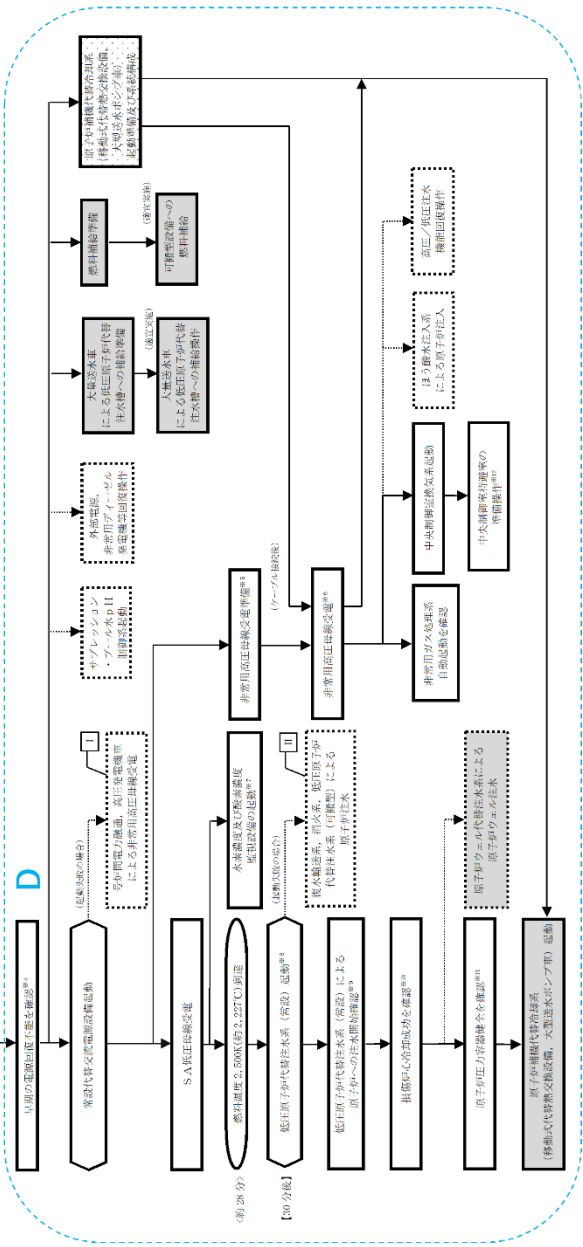 D
早期の電源回復不能を確認※4
常設代替交流電源設備起動
(起動失敗の場合)
I
号炉間電力融通、高圧発電機車
による非常用高圧母線受電
サプレッション
・プール水pH
制御系起動
外部電源、
非常用ディーゼル
発電機等回復操作
大量送水車
による低圧原子炉代替
注水槽への補給準備
(適宜実施)
大量送水車
による低圧原子炉代替
注水槽への補給操作
燃料補給準備
(適宜実施)
可搬型設備への
燃料補給
原子炉補機代替冷却系
(移動式代替熱交換設備、
大型送水ポンプ車)
起動準備及び系統構成
SA低圧母線受電
非常用高圧母線受電準備※5
(ケーブル接続後)
非常用高圧母線受電※6
水素濃度及び酸素濃度
監視設備の起動※7
<約28分>
燃料温度2,500K(約2,227℃)到達
【30分後】
低圧原子炉代替注水系(常設)起動※8
(起動失敗の場合)
II
復水輸送系、消火系、低圧原子炉
代替注水系(可搬型)による
原子炉注水
低圧原子炉代替注水系(常設)による
原子炉への注水開始確認※9
損傷炉心冷却成功を確認※10
原子炉ウェル代替注水系による
原子炉ウェル注水
原子炉圧力容器健全を確認※11
原子炉補機代替冷却系
(移動式代替熱交換設備、大型送水ポンプ車)起動
非常用ガス処理系
自動起動を確認
中央制御室換気系起動
中央制御室待避室の
準備操作※12
ほう酸水注入系
による原子炉注入
高圧/低圧注水
機能回復操作